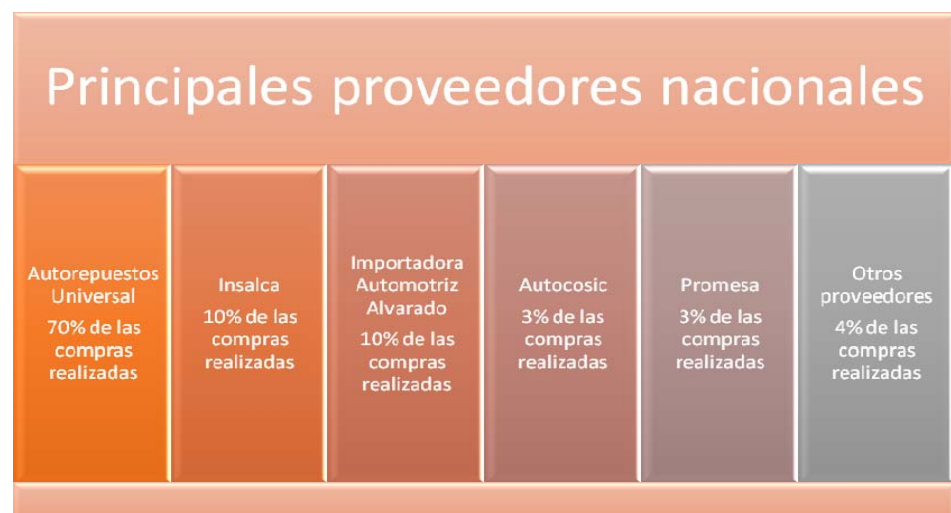 Principales proveedores nacionales
Autorepuestos
Universal
70% de las
compras
realizadas
Insalca
10% de las
compras
realizadas
Importadora
Automotriz
Alvarado
10% de las
compras
realizadas
Autocosic
3% de las
compras
realizadas
Promesa
3% de las
compras
realizadas
Otros
proveedores
4% de las
compras
realizadas